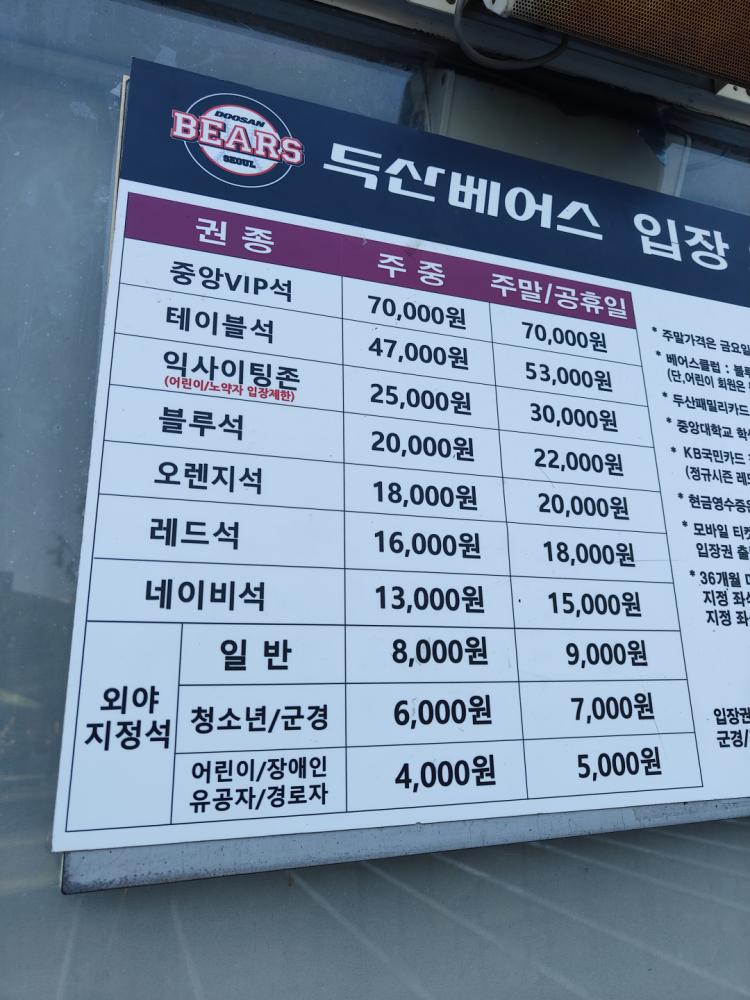 DOOSAN
BEARS
SEOUL
두산베어스 입장
권 종 주 중 주말/공휴일
중앙VIP석 70,000원 70,000원
테이블석 47,000원 53,000원
익사이팅존 25,000원 30,000원
(어린이/노약자 입장제한)
블루석 20,000원 22,000원
오렌지석 18,000원 20,000원
레드석 16,000원 18,000원
네이비석 13,000원 15,000원
외야
지정석
일 반 8,000원 9,000원
청소년/군경 6,000원 7,000원
어린이/장애인
유공자/경로자 4,000원 5,000원
* 주말가격은 금요일
* 베어스클럽 : 블루
(단,어린이 회원은
* 두산패밀리카드
* 중앙대학교 학
* KB국민카드
(정규시즌 레
* 현금영수증
* 모바일 티켓
입장권
* 36개월
지정 좌석
지정 좌
입장권
군경/